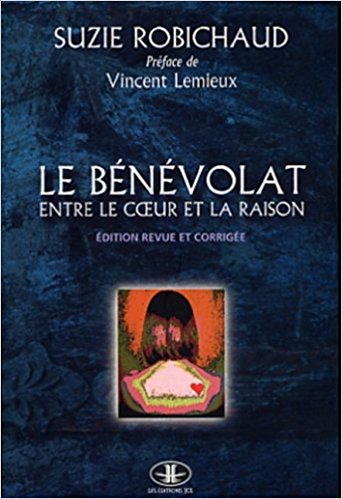 SUZIE ROBICHAUD
Préface de
Vincent Lemieux
LE BÉNÉVOLAT
ENTRE LE CŒUR ET LA RAISON
ÉDITION REVUE ET CORRIGÉE
LES ÉDITIONS JCL